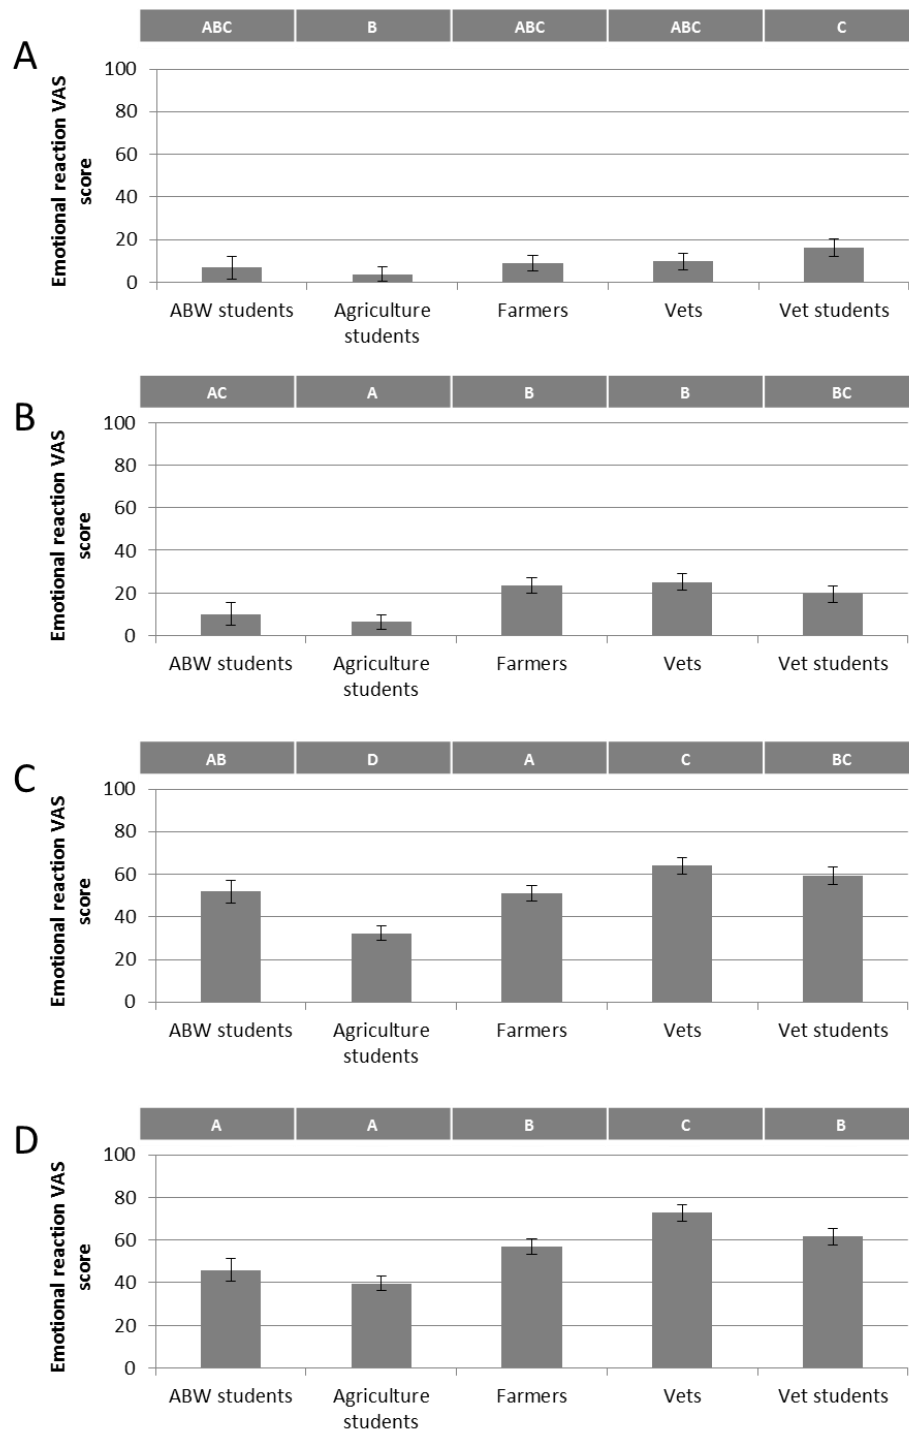 ABC B ABC ABC C
A
Emotional reaction VAS
score
100
80
60
40
20
0
ABW students Agriculture Farmers Vets Vet students
students
AC A B B BC
B
Emotional reaction VAS
score
100
80
60
40
20
0
ABW students Agriculture Farmers Vets Vet students
students
AB D A C BC
C
Emotional reaction VAS
score
100
80
60
40
20
0
ABW students Agriculture Farmers Vets Vet students
students
A A B C B
D
Emotional reaction VAS
score
100
80
60
40
20
0
ABW students Agriculture Farmers Vets Vet students
students